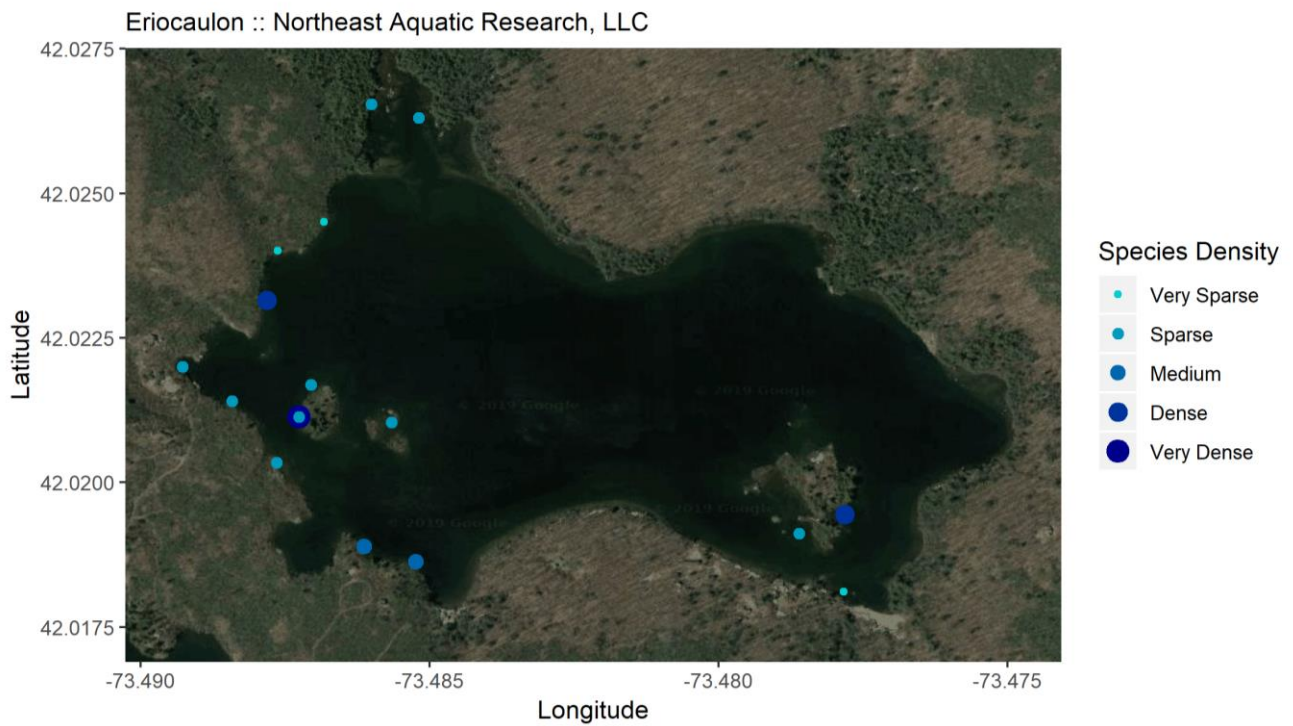 Eriocaulon :: Northeast Aquatic Research, LLC
42.0275
42.0250
42.0225
42.0200
42.0175
Latitude
© 2019 Google
© 2019 Google
© 2019 Google
2019 Google
-73.490
-73.485
-73.480
-73.475
Longitude
Species Density
Very Sparse
Sparse
Medium
Dense
Very Dense